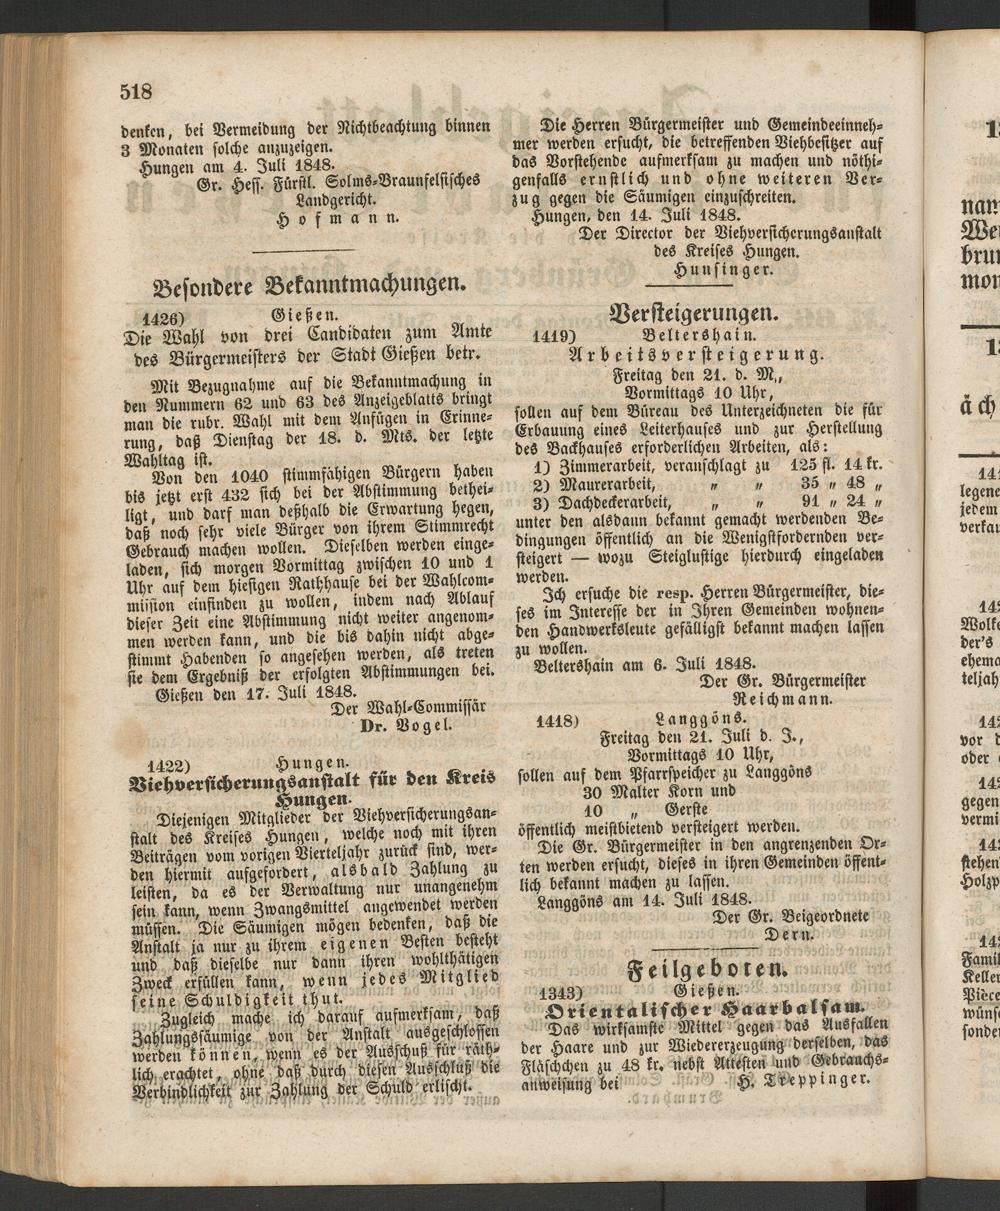 518
denken, bei Vermeidung der Nichtbeachtung binnen
3 Monaten solche anzuzeigen.
Hungen am 4. Juli 1848.
Gr. Hess. Fürstl. Solms-Braunfelsisches
Landgericht.
Hofmann.
Besondere Bekanntmachungen.
1426) Gießen.
Die Wahl von drei Candidaten zum Amte
des Bürgermeisters der Stadt Gießen betr.
Mit Bezugnahme auf die Bekanntmachung in
den Nummern 62 und 63 des Anzeigeblatts bringt
man die rubr. Wahl mit dem Anfügen in Erinne-
rung, daß Dienstag der 18. d. Mts. der letzte
Wahltag ist.
Von den 1040 stimmfähigen Bürgern haben
bis jetzt erst 432 sich bei der Abstimmung bethei-
ligt, und darf man deßhalb die Erwartung hegen,
daß noch sehr viele Bürger von ihrem Stimmrecht
Gebrauch machen wollen. Dieselben werden einge-
laden, sich morgen Vormittag zwischen 10 und 1
Uhr auf dem hiesigen Rathhause bei der Wahlcom-
mission einfinden zu wollen, indem nach Ablauf
dieser Zeit eine Abstimmung nicht weiter angenom-
men werden kann, und die bis dahin nicht abge-
stimmt Habenden so angesehen werden, als treten
sie dem Ergebniß der erfolgten Abstimmungen bei.
Gießen den 17. Juli 1848.
Der Wahl-Commissär
Dr. Vogel.
1422) Hungen.
Viehversicherungsanstalt für den Kreis
Hungen.
Diejenigen Mitglieder der Viehversicherungsan-
stalt des Kreises Hungen, welche noch mit ihren
Beiträgen vom vorigen Vierteljahr zurück sind, wer-
den hiermit aufgefordert, alsbald Zahlung zu
leisten, da es der Verwaltung nur unangenehm
sein kann, wenn Zwangsmittel angewendet werden
müssen. Die Säumigen mögen bedenken, daß die
Anstalt ja nur zu ihrem eigenen Besten besteht
und daß dieselbe nur dann ihren wohlthätigen
Zweck erfüllen kann, wenn jedes Mitglied
seine Schuldigkeit thut.
Zugleich mache ich darauf aufmerksam, daß
Zahlungssäumige von der Anstalt ausgeschlossen
werden können, wenn es der Ausschuß für räth-
lich erachtet, ohne daß durch diesen Ausschluß die
Verbindlichkeit zur Zahlung der Schuld erlischt.
Die Herren Bürgermeister und Gemeindeeinneh-
mer werden ersucht, die betreffenden Viehbesitzer auf
das Vorstehende aufmerksam zu machen und nöthi-
genfalls ernstlich und ohne weiteren Ver-
zug gegen die Säumigen einzuschreiten.
Hungen, den 14. Juli 1848.
Der Director der Viehversicherungsanstalt
des Kreises Hungen.
Hunsinger.
Versteigerungen.
1419) Beltershain.
Arbeitsversteigerung.
Freitag den 21. d. M.,
Vormittags 10 Uhr,
sollen auf dem Büreau des Unterzeichneten die für
Erbauung eines Leiterhauses und zur Herstellung
des Backhauses erforderlichen Arbeiten, als:
1) Zimmerarbeit, veranschlagt zu 125 fl. 14 kr.
2) Maurerarbeit, „ „ 35 „ 48 „
3) Dachdeckerarbeit, „ „ 91 „ 24 „
unter den alsdann bekannt gemacht werdenden Be-
dingungen öffentlich an die Wenigstfordernden ver-
steigert — wozu Steiglustige hierdurch eingeladen
werden.
Ich ersuche die resp. Herren Bürgermeister, die-
ses im Interesse der in Ihren Gemeinden wohnen-
den Handwerksleute gefälligst bekannt machen lassen
zu wollen.
Beltershain am 6. Juli 1848.
Der Gr. Bürgermeister
Reichmann.
1418) Langgöns.
Freitag den 21. Juli d. J.,
Vormittags 10 Uhr,
sollen auf dem Pfarrspeicher zu Langgöns
30 Malter Korn und
10 „ Gerste
öffentlich meistbietend versteigert werden.
Die Gr. Bürgermeister in den angrenzenden Or-
ten werden ersucht, dieses in ihren Gemeinden öffent-
lich bekannt machen zu lassen.
Langgöns am 14. Juli 1848.
Der Gr. Beigeordnete
Dern.
Feilgeboten.
1343) Gießen.
Orientalischer Haarbalsam.
Das wirksamste Mittel gegen das Ausfallen
der Haare und zur Wiedererzeugung derselben, das
Fläschchen zu 48 kr. nebst Attesten und Gebrauchs-
anweisung bei H. Treppinger.